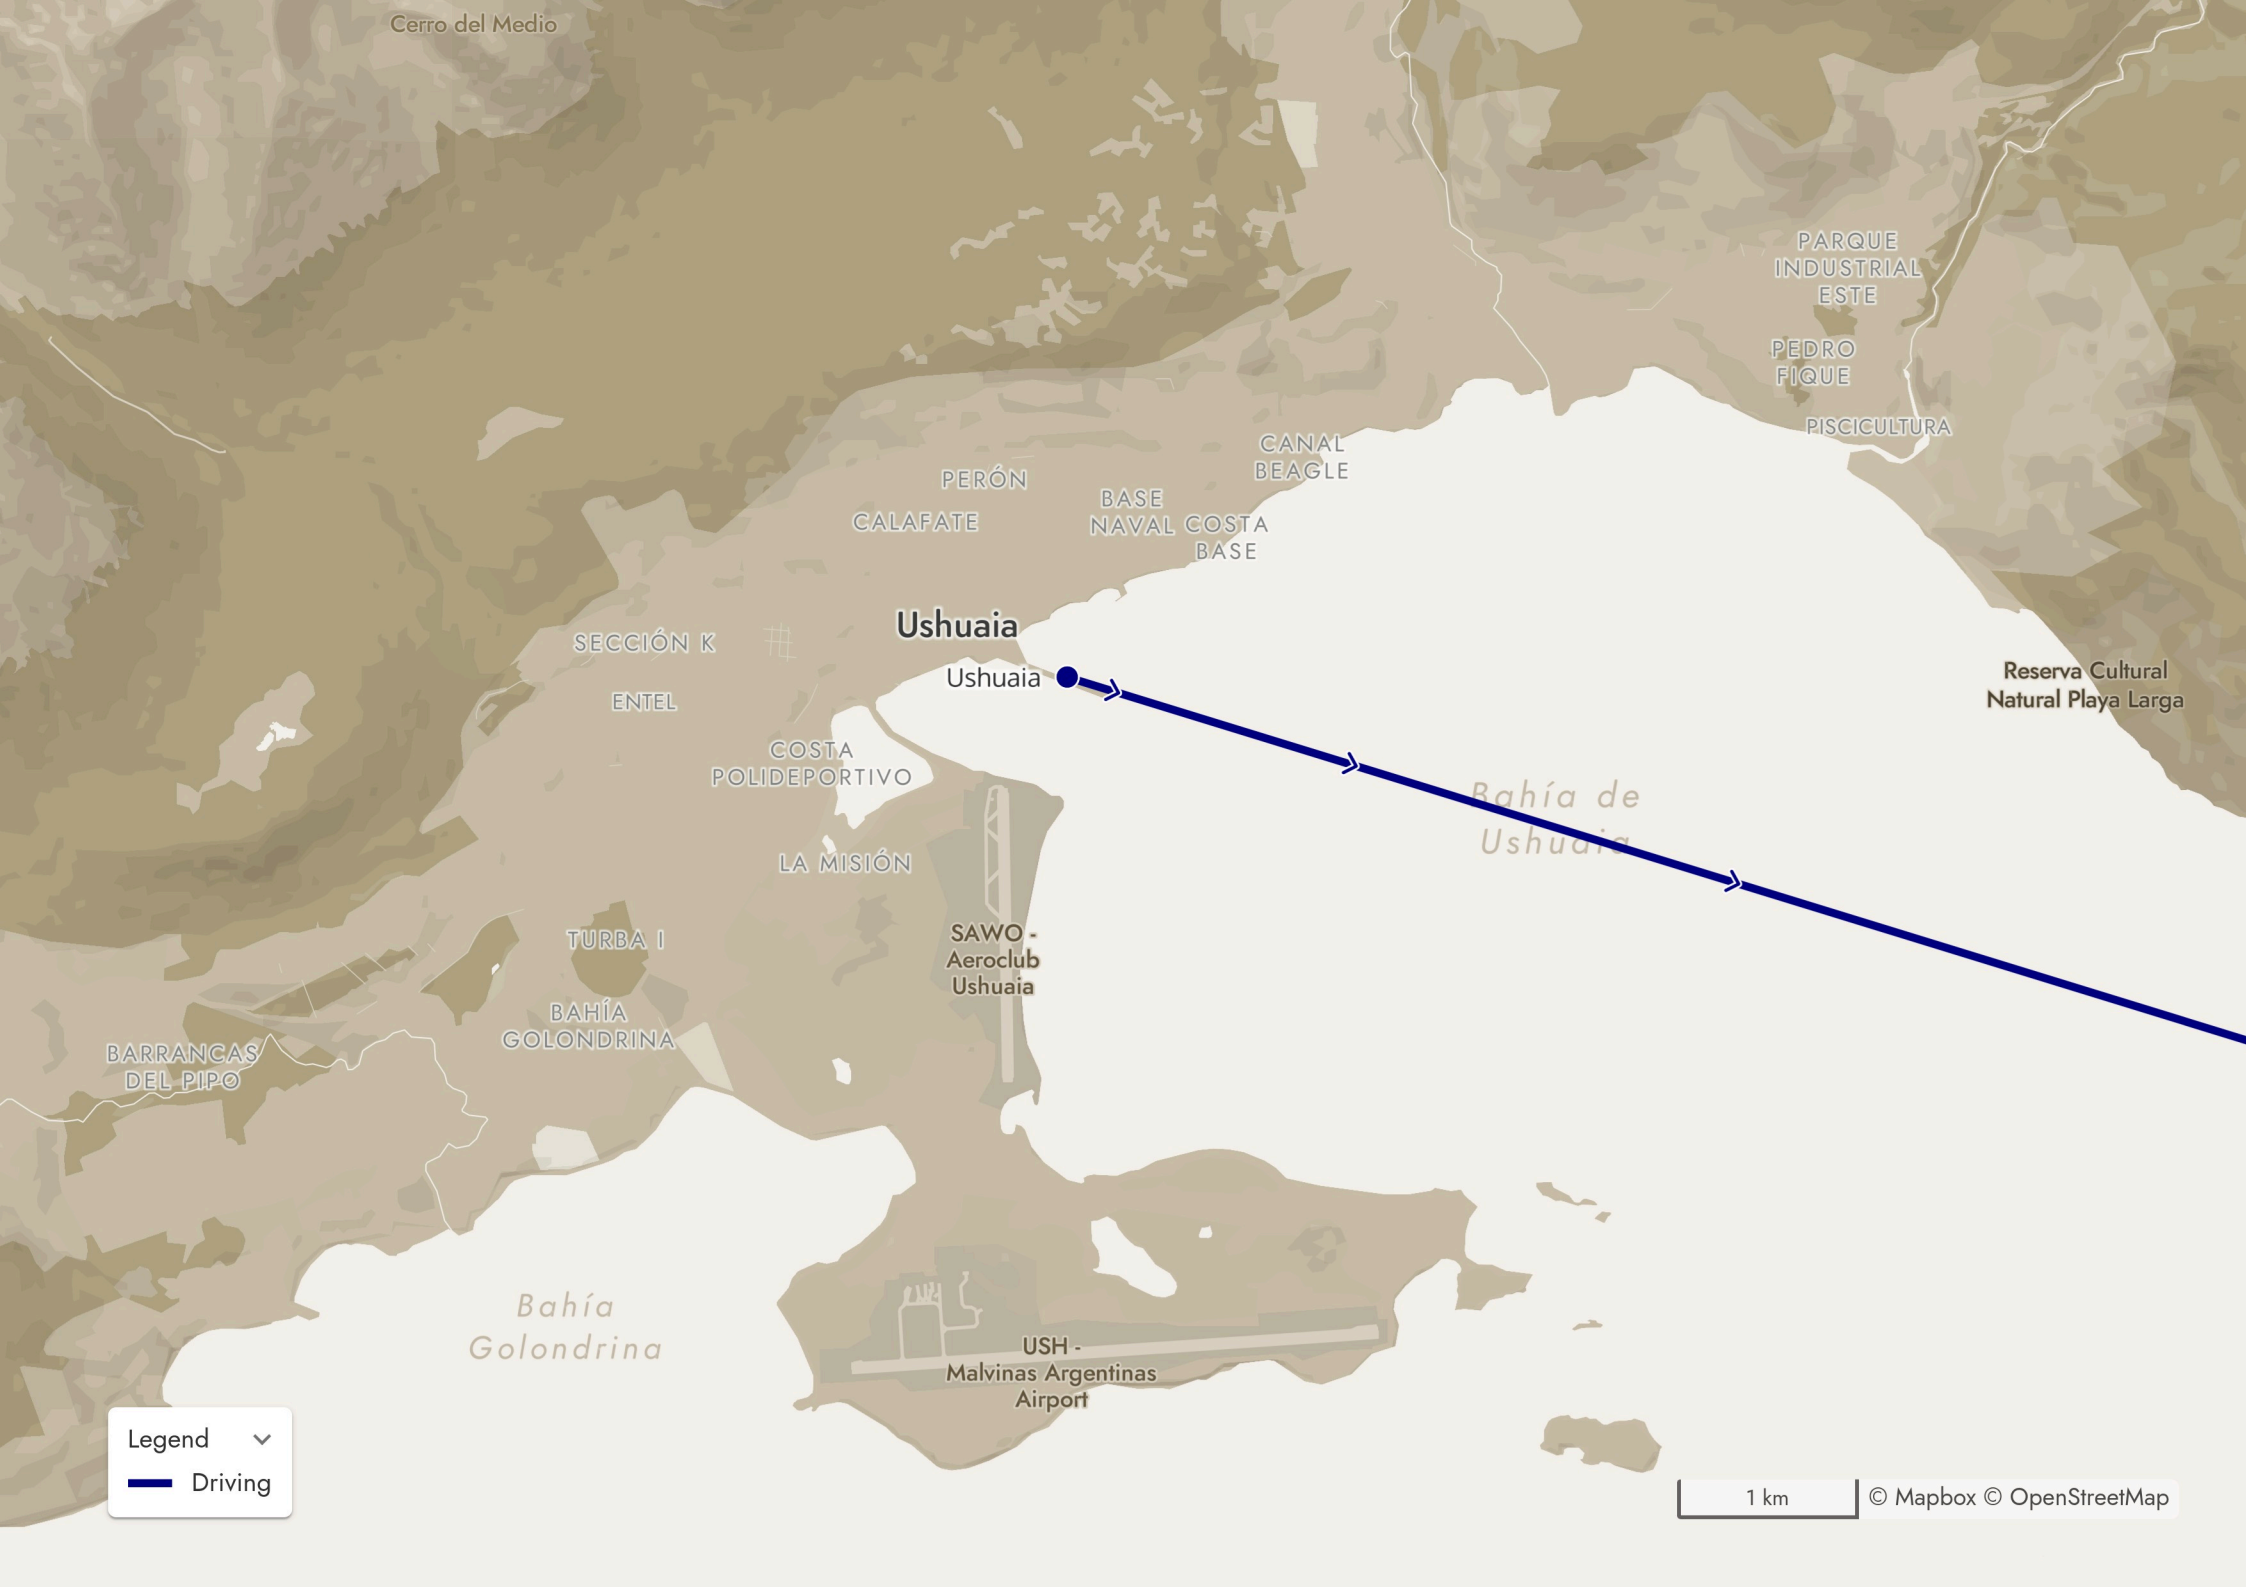 Cerro del Medio
PARQUE
INDUSTRIAL
ESTE
PEDRO
FIQUE
PISCICULTURA
CANAL
BEAGLE
PERÓN
BASE
NAVAL
CALAFATE
COSTA
BASE
Ushuaia
SECCIÓN K
Ushuaia
ENTEL
Reserva Cultural
Natural Playa Larga
COSTA
POLIDEPORTIVO
Bahía de
Ushuaia
LA MISIÓN
SAWO -
Aeroclub
Ushuaia
TURBA I
BAHÍA
GOLONDRINA
BARRANCAS
DEL PIPO
Bahía
Golondrina
USH -
Malvinas Argentinas
Airport
Legend
Driving
1 km
© Mapbox © OpenStreetMap